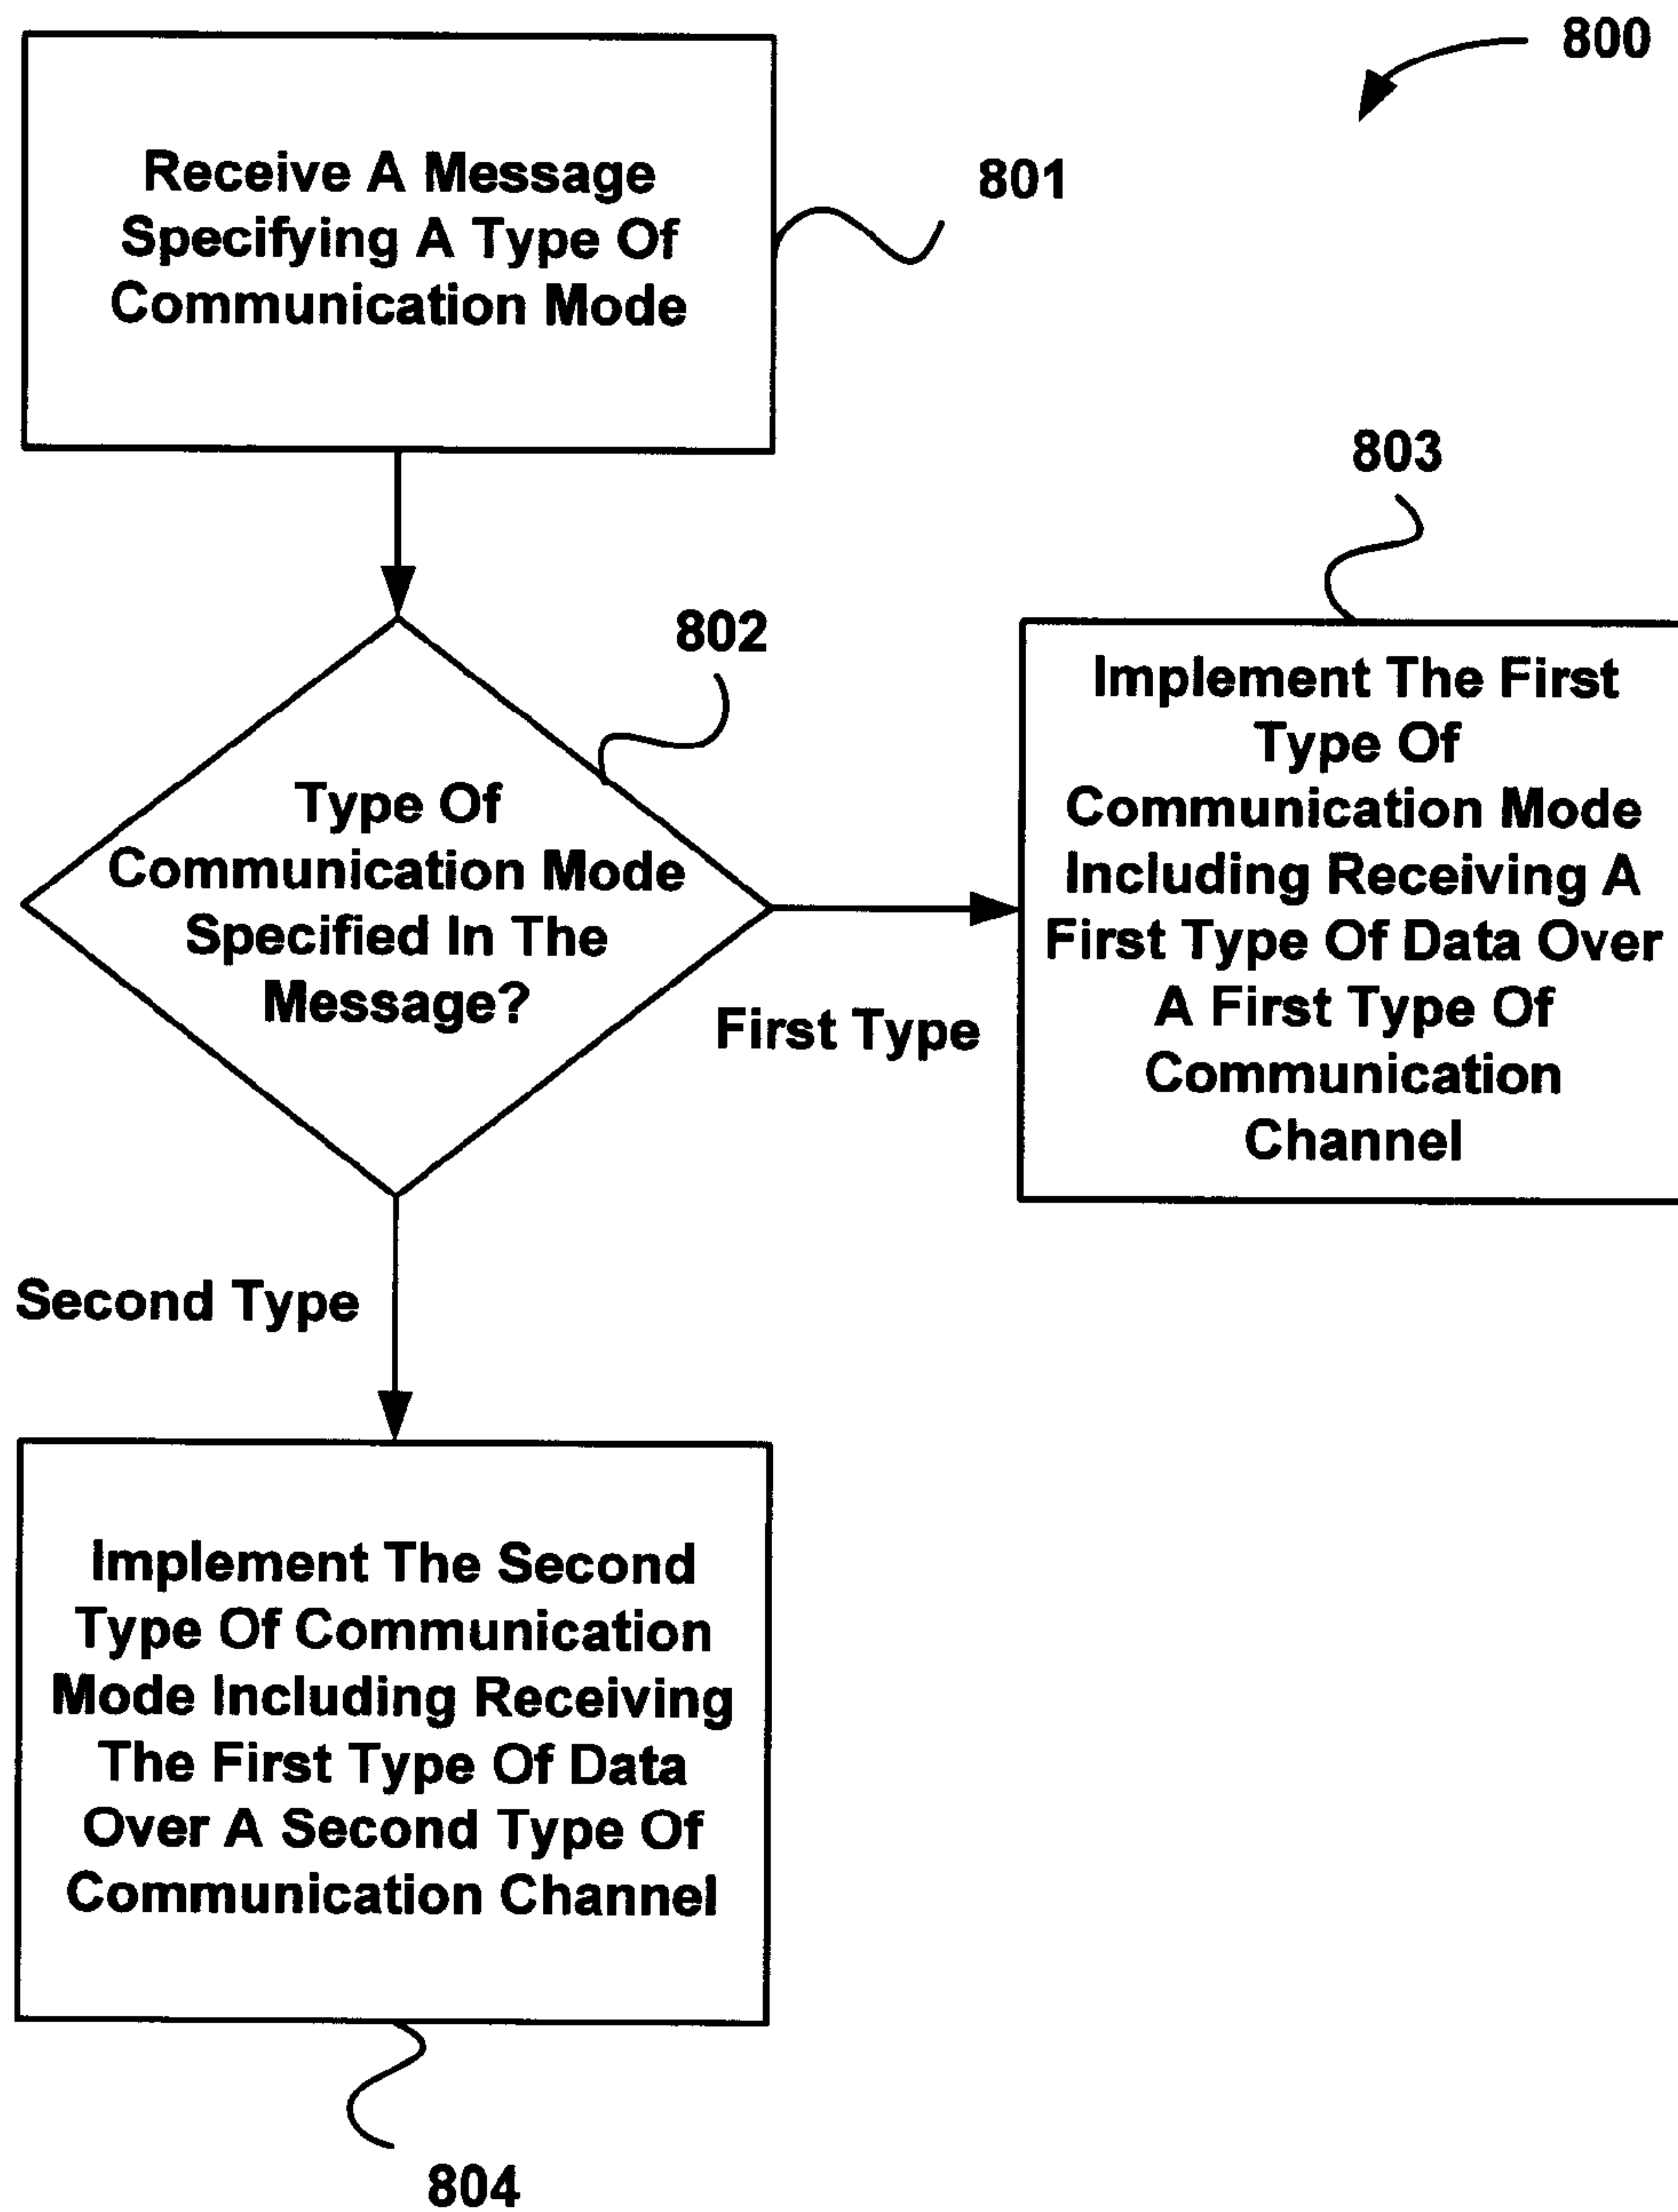 800
Receive A Message
Specifying A Type Of
Communication Mode
801
802
Type Of
Communication Mode
Specified In The
Message?
First Type
803
Implement The First
Type Of
Communication Mode
Including Receiving A
First Type Of Data Over
A First Type Of
Communication
Channel
Second Type
Implement The Second
Type Of Communication
Mode Including Receiving
The First Type Of Data
Over A Second Type Of
Communication Channel
804